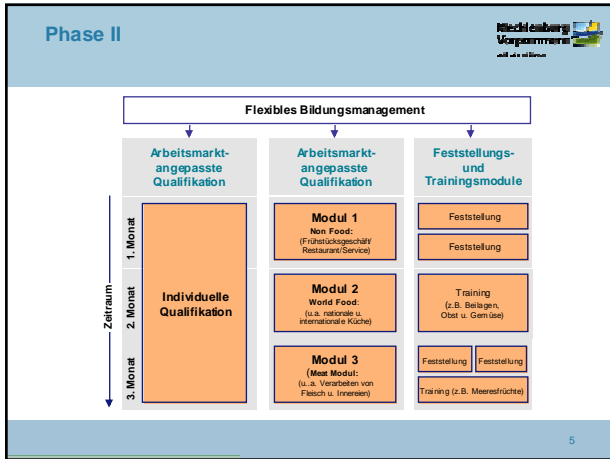 Phase II
Mecklenburg
Vorpommern
Flexibles Bildungsmanagement
Arbeitsmarkt-
angepasste
Qualifikation
Arbeitsmarkt-
angepasste
Qualifikation
Feststellungs-
und
Trainingsmodule
Zeitraum
1. Monat
2. Monat
3. Monat
Individuelle
Qualifikation
Modul 1
Non Food:
(Frühstücksgeschäft/
Restaurant/Service)
Modul 2
World Food:
(u.a. nationale u.
internationale Küche)
Modul 3
(Meat Modul:
(u..a. Verarbeiten von
Fleisch u. Innereien)
Feststellung
Feststellung
Training
(z.B. Beilagen,
Obst u. Gemüse)
Feststellung
Feststellung
Training (z.B. Meeresfrüchte)
5